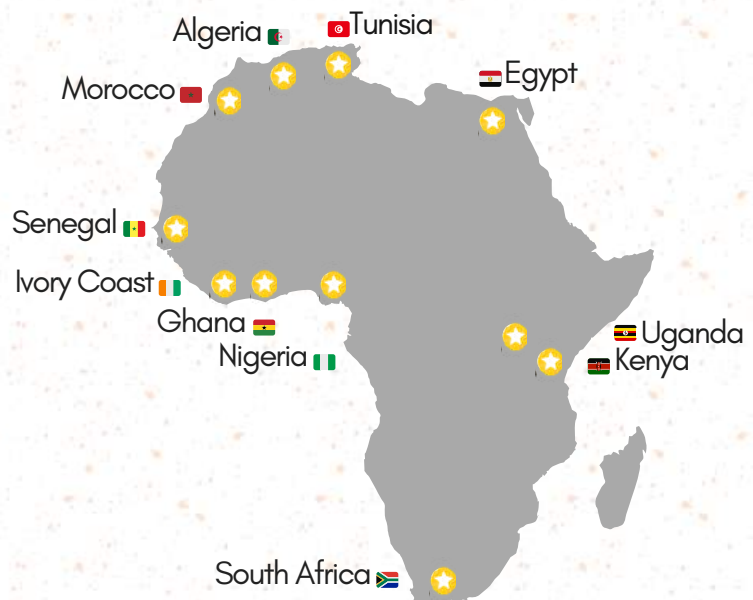 Tunisia
Algeria
Egypt
Morocco
Senegal
Ivory Coast
Ghana
Uganda
Nigeria
Kenya
South Africa